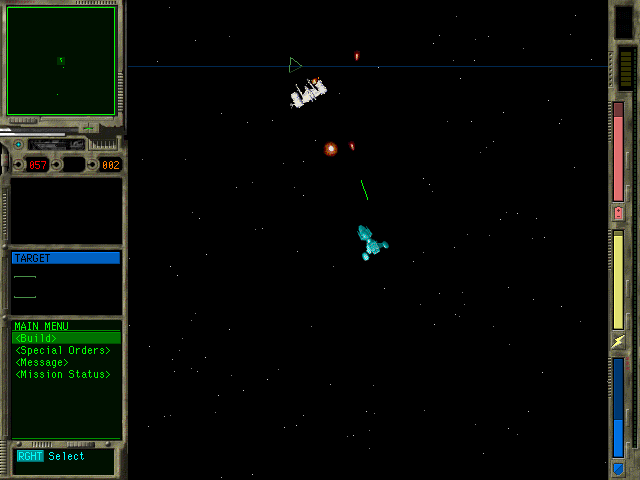 057 002
TARGET
MAIN MENU
<Build>
<Special Orders>
<Message>
<Mission Status>
RGHT Select